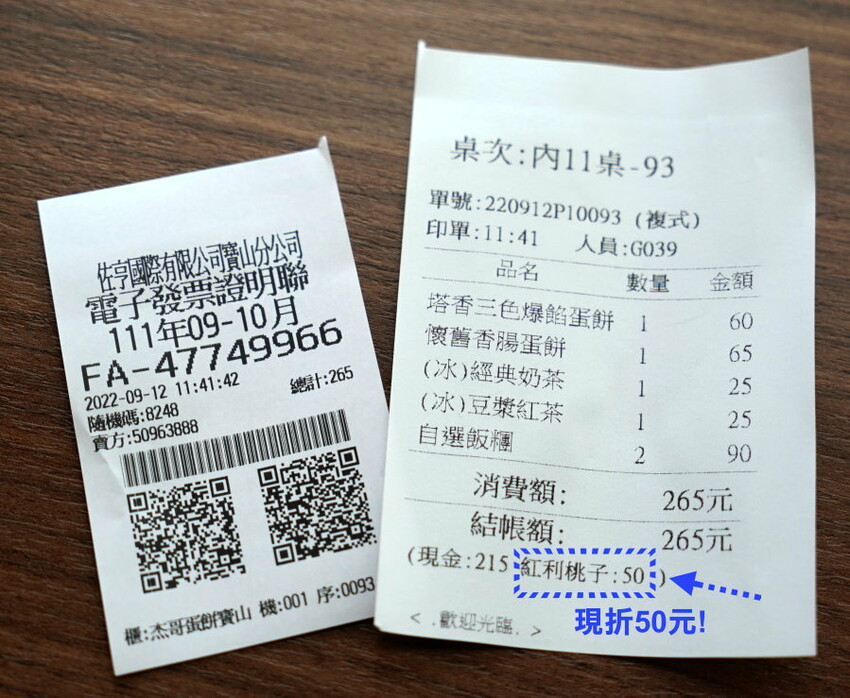 佐亨國際有限公司寶山分公司
電子發票證明聯
111年09-10月
FA-47749966
2022-09-12 11:41:42
隨機碼:8248 總計:265
賣方:50963888
櫃:杰哥蛋餅寶山 機:001 序:0093
桌次:內11桌-93
單號:220912P10093 (複式)
印單:11:41 人員:G039
品名 數量 金額
塔香三色爆餡蛋餅 1 60
懷舊香腸蛋餅 1 65
(冰)經典奶茶 1 25
(冰)豆漿紅茶 1 25
自選飯糰 2 90
消費額: 265元
結帳額: 265元
(現金:215 紅利桃子:50 )
現折50元!
< .歡迎光臨. >